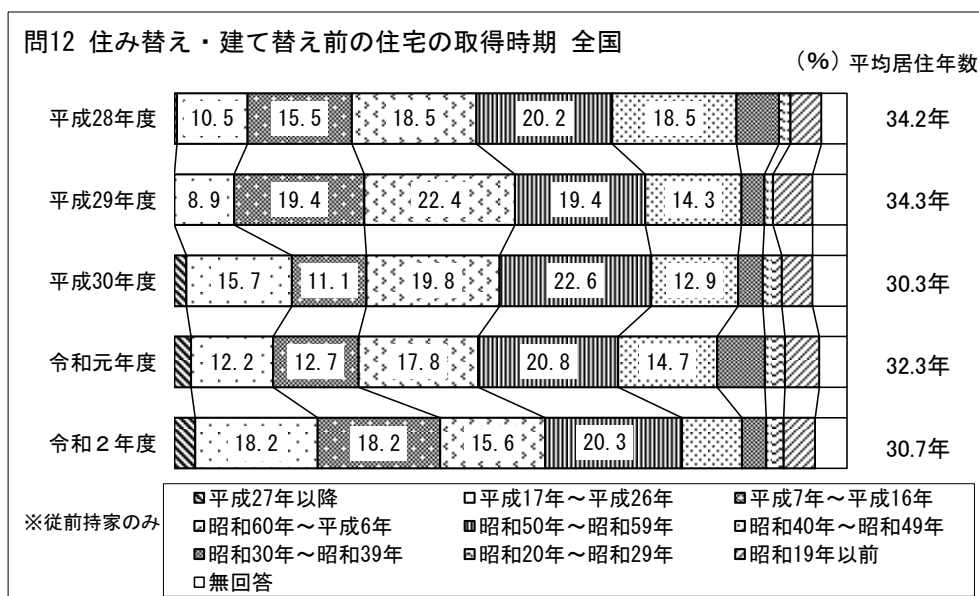 問12 住み替え・建て替え前の住宅の取得時期 全国
(%) 平均居住年数
平成28年度 10.5 15.5 18.5 20.2 18.5 34.2年
平成29年度 8.9 19.4 22.4 19.4 14.3 34.3年
平成30年度 15.7 11.1 19.8 22.6 12.9 30.3年
令和元年度 12.2 12.7 17.8 20.8 14.7 32.3年
令和２年度 18.2 18.2 15.6 20.3 30.7年
※従前持家のみ
平成27年以降 平成17年～平成26年 平成7年～平成16年
昭和60年～平成6年 昭和50年～昭和59年 昭和40年～昭和49年
昭和30年～昭和39年 昭和20年～昭和29年 昭和19年以前
無回答